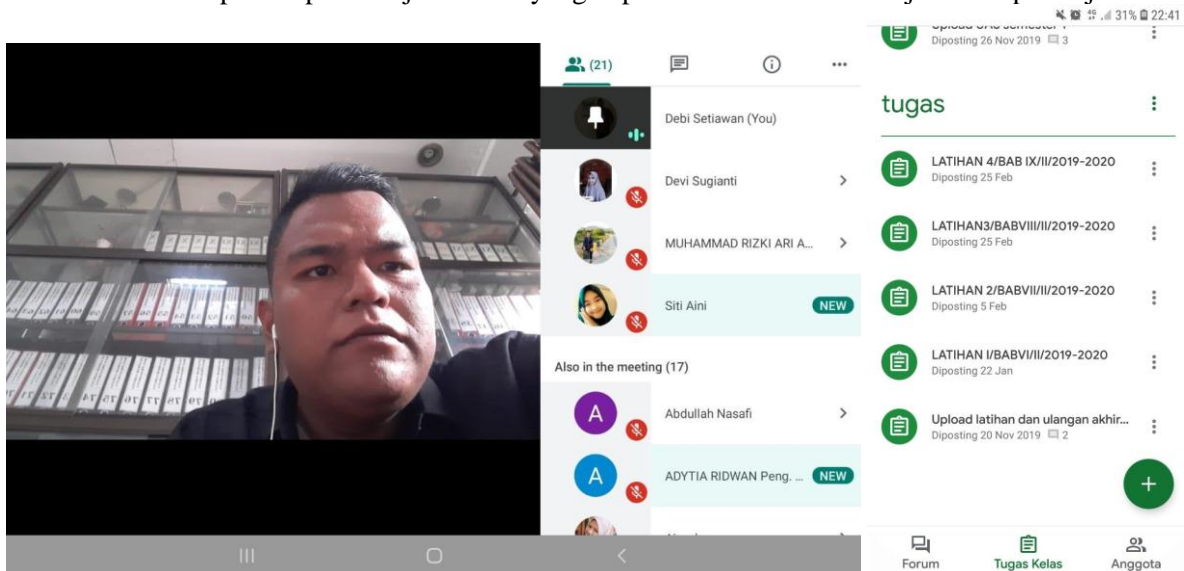 31% 22:41
Diposting 26 Nov 2019 3
(21)
Debi Setiawan (You)
Devi Sugianti
MUHAMMAD RIZKI ARI A...
Siti Aini NEW
Also in the meeting (17)
A Abdullah Nasafi
A ADYTIA RIDWAN Peng. ... NEW
tugas
LATIHAN 4/BAB IX/II/2019-2020
Diposting 25 Feb
LATIHAN3/BABVIII/II/2019-2020
Diposting 25 Feb
LATIHAN 2/BABVII/II/2019-2020
Diposting 5 Feb
LATIHAN I/BABVI/II/2019-2020
Diposting 22 Jan
Upload latihan dan ulangan akhir...
Diposting 20 Nov 2019 2
Forum
Tugas Kelas
Anggota